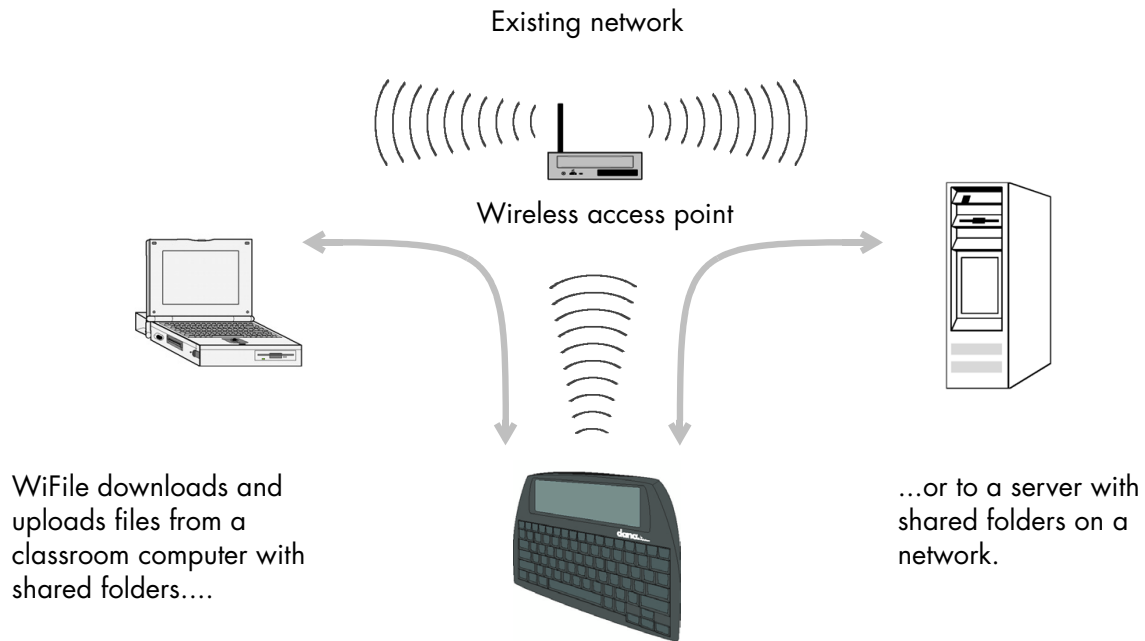 Existing network
Wireless access point
WiFile downloads and
uploads files from a
classroom computer with
shared folders....
...or to a server with
shared folders on a
network.
dana